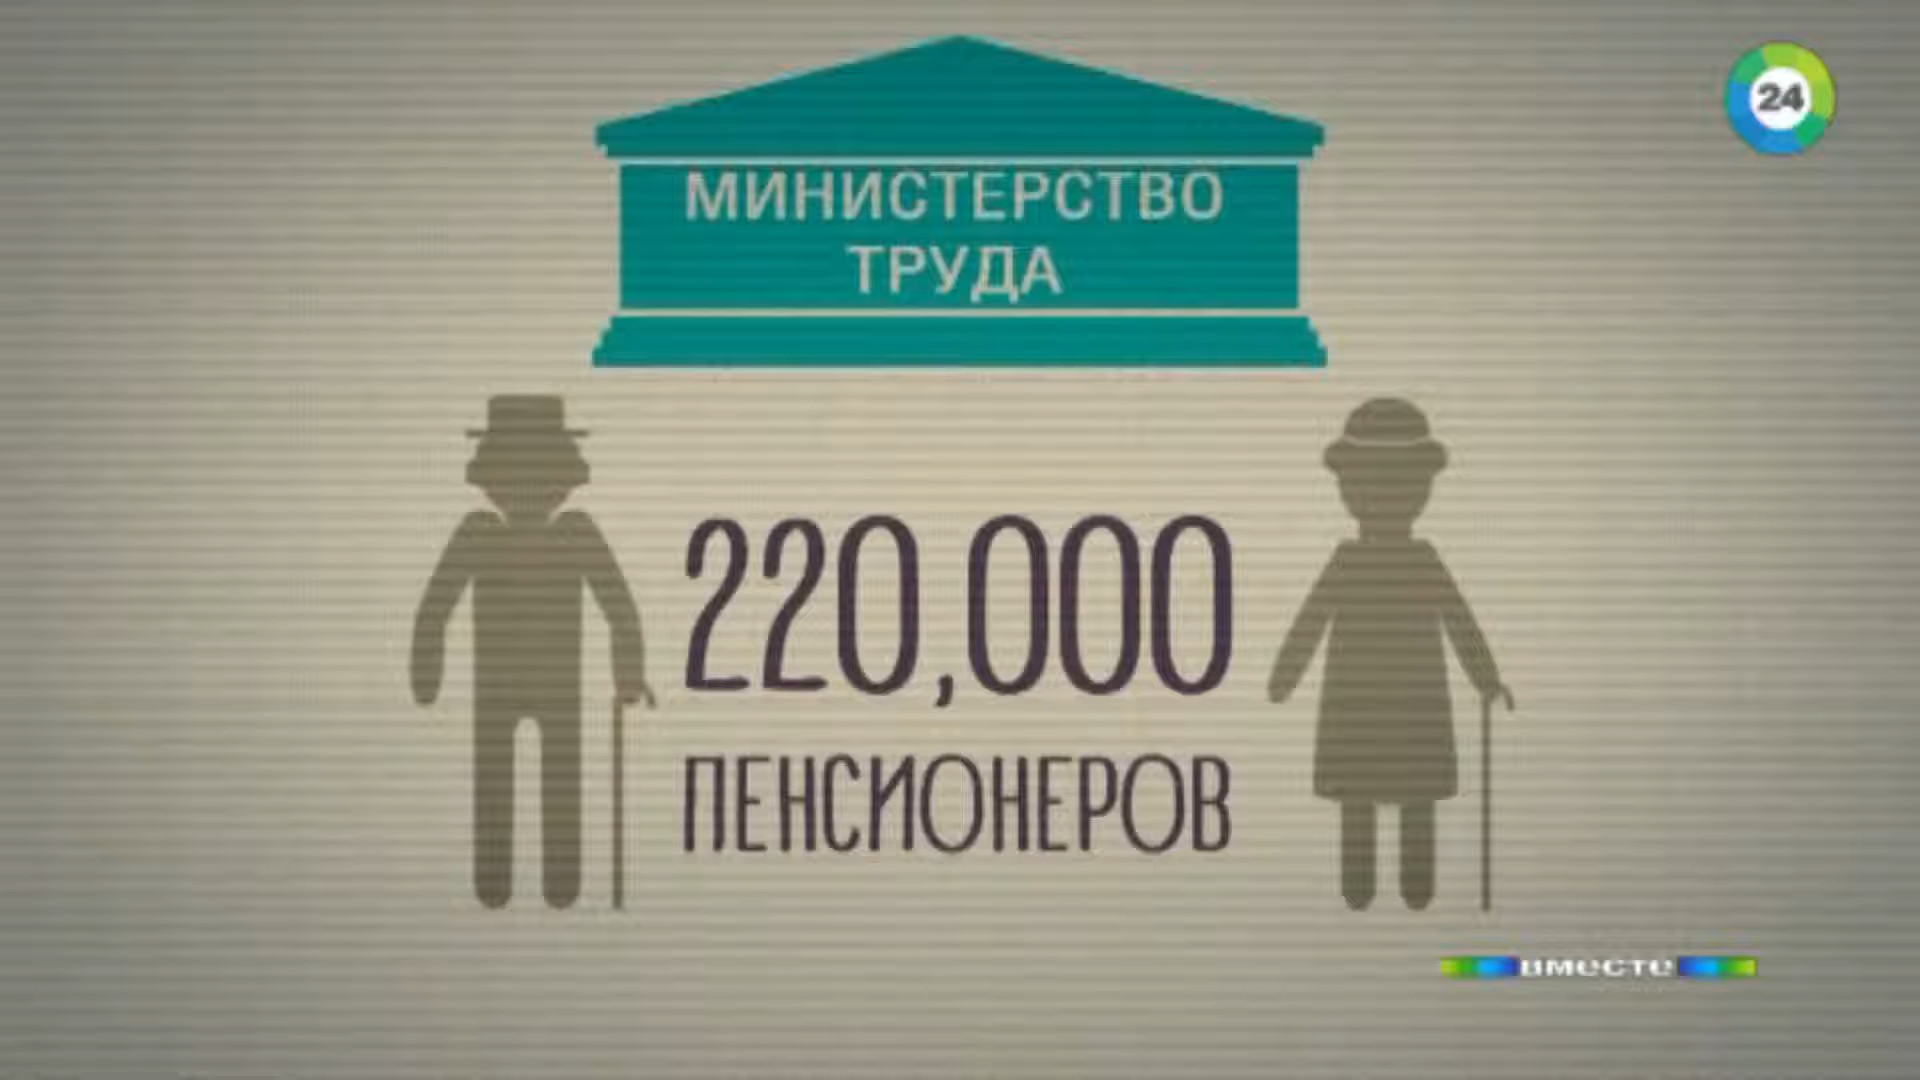 24
МИНИСТЕРСТВО
ТРУДА
220,000
ПЕНСИОНЕРОВ
вместе